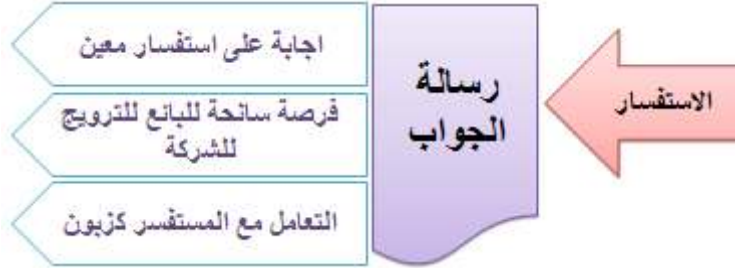 الاستفسار
رسالة
الجواب
اجابة على استفسار معين
فرصة سانحة للبائع للترويج
للشركة
التعامل مع المستفسر كزبون